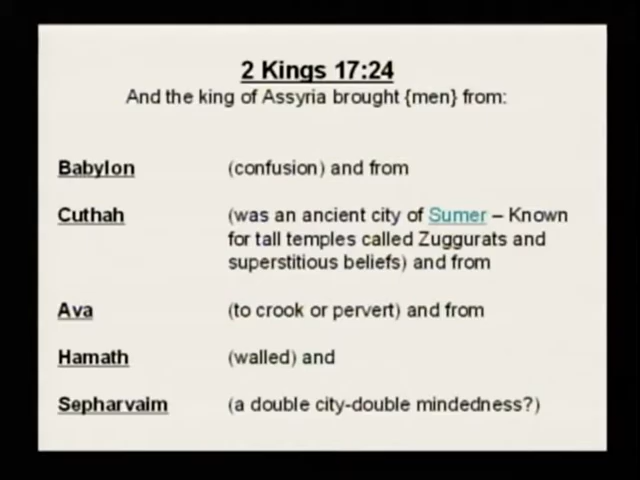 2 Kings 17:24
And the king of Assyria brought {men} from:
Babylon (confusion) and from
Cuthah (was an ancient city of Sumer – Known
for tall temples called Zuggurats and
superstitious beliefs) and from
Ava (to crook or pervert) and from
Hamath (walled) and
Sepharvaim (a double city-double mindedness?)